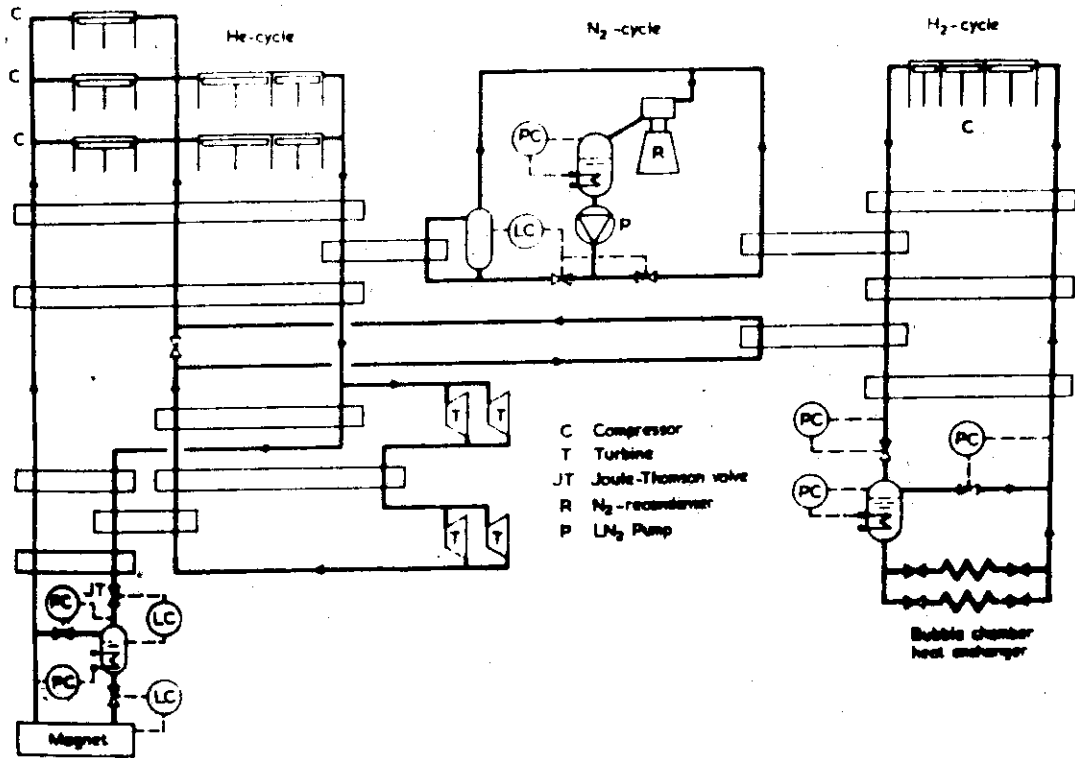 C
He-cycle
N₂-cycle
H₂-cycle
C
C
C
PC
R
LC
P
T
T
C Compressor
T Turbine
JT Joule-Thomson valve
R N₂-recondenser
P LN₂ Pump
PC
PC
PC
T
T
JT
PC
LC
PC
LC
Magnet
Bubble chamber
heat exchanger